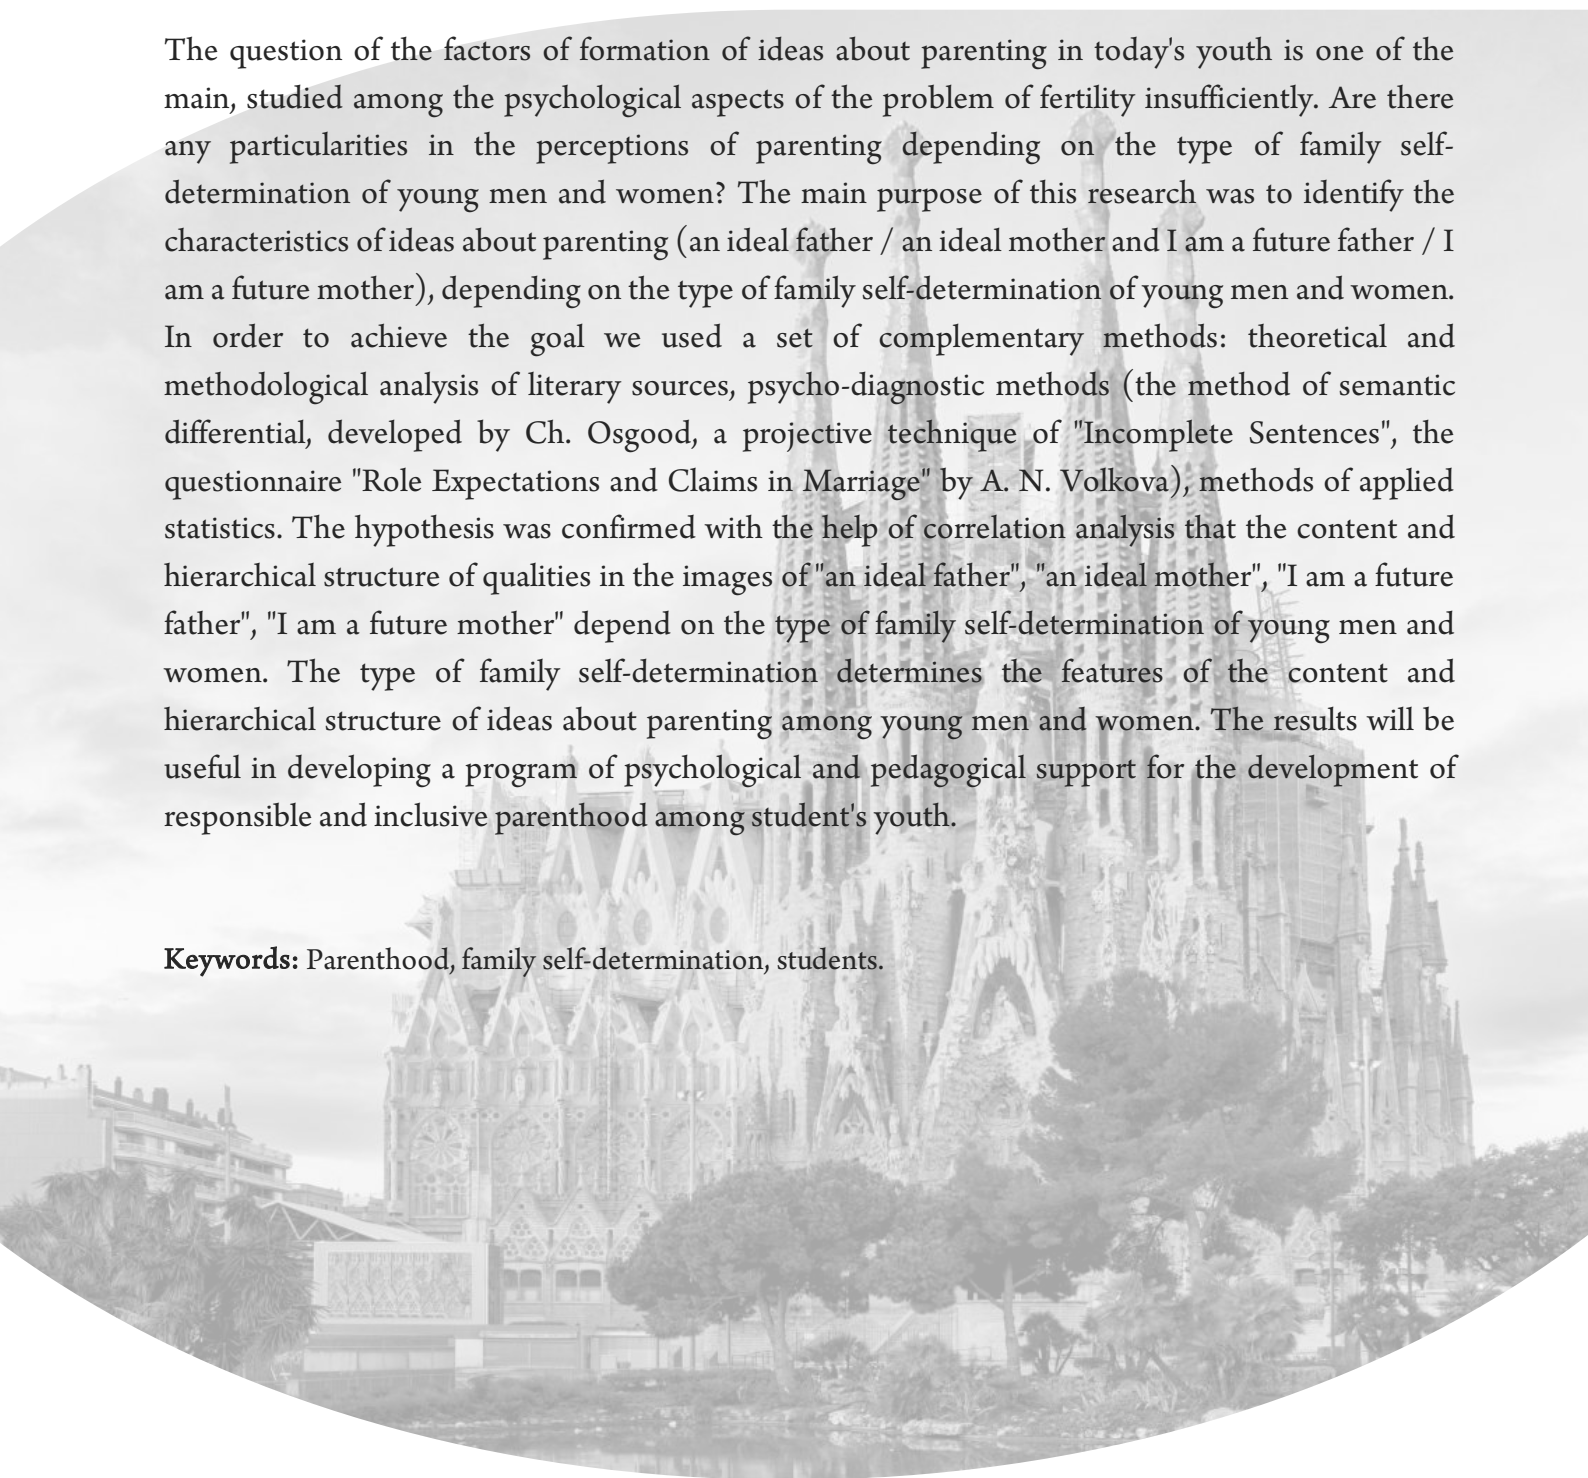 The question of the factors of formation of ideas about parenting in today's youth is one of the
main, studied among the psychological aspects of the problem of fertility insufficiently. Are there
any particularities in the perceptions of parenting depending on the type of family self-
determination of young men and women? The main purpose of this research was to identify the
characteristics of ideas about parenting (an ideal father / an ideal mother and I am a future father / I
am a future mother), depending on the type of family self-determination of young men and women.
In order to achieve the goal we used a set of complementary methods: theoretical and
methodological analysis of literary sources, psycho-diagnostic methods (the method of semantic
differential, developed by Ch. Osgood, a projective technique of "Incomplete Sentences", the
questionnaire "Role Expectations and Claims in Marriage" by A. N. Volkova), methods of applied
statistics. The hypothesis was confirmed with the help of correlation analysis that the content and
hierarchical structure of qualities in the images of "an ideal father", "an ideal mother", "I am a future
father", "I am a future mother" depend on the type of family self-determination of young men and
women. The type of family self-determination determines the features of the content and
hierarchical structure of ideas about parenting among young men and women. The results will be
useful in developing a program of psychological and pedagogical support for the development of
responsible and inclusive parenthood among student's youth.
Keywords: Parenthood, family self-determination, students.